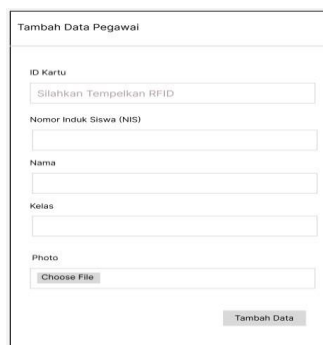 Tambah Data Pegawai
ID Kartu
Silahkan Tempelkan RFID
Nomor Induk Siswa (NIS)
Nama
Kelas
Photo
Choose File
Tambah Data